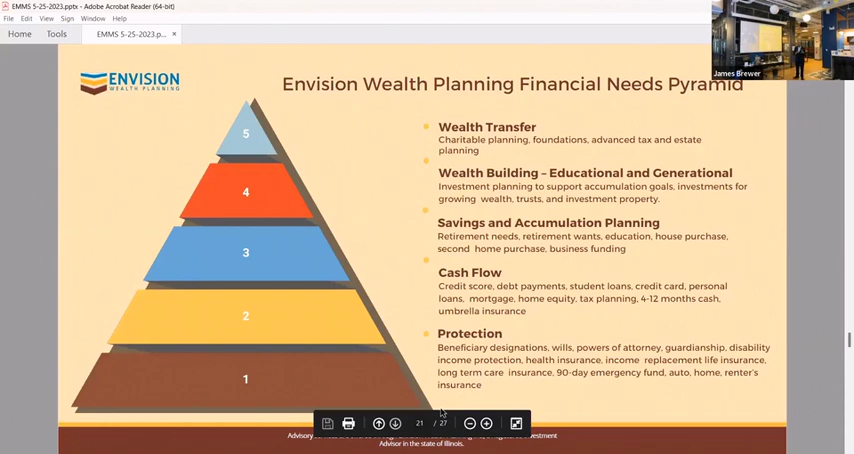 EMMS 5-25-2023.pptx - Adobe Acrobat Reader (64-bit)
File Edit View Sign Window Help
Home Tools EMMS 5-25-2023.p... ×
James Brewer
ENVISION
WEALTH PLANNING
Envision Wealth Planning Financial Needs Pyramid
5
4
3
2
1
Wealth Transfer
Charitable planning, foundations, advanced tax and estate
planning
Wealth Building – Educational and Generational
Investment planning to support accumulation goals, investments for
growing wealth, trusts, and investment property.
Savings and Accumulation Planning
Retirement needs, retirement wants, education, house purchase,
second home purchase, business funding
Cash Flow
Credit score, debt payments, student loans, credit card, personal
loans, mortgage, home equity, tax planning, 4-12 months cash,
umbrella insurance
Protection
Beneficiary designations, wills, powers of attorney, guardianship, disability
income protection, health insurance, income replacement life insurance,
long term care insurance, 90-day emergency fund, auto, home, renter's
insurance
21 / 27
Advisor in the state of Illinois.